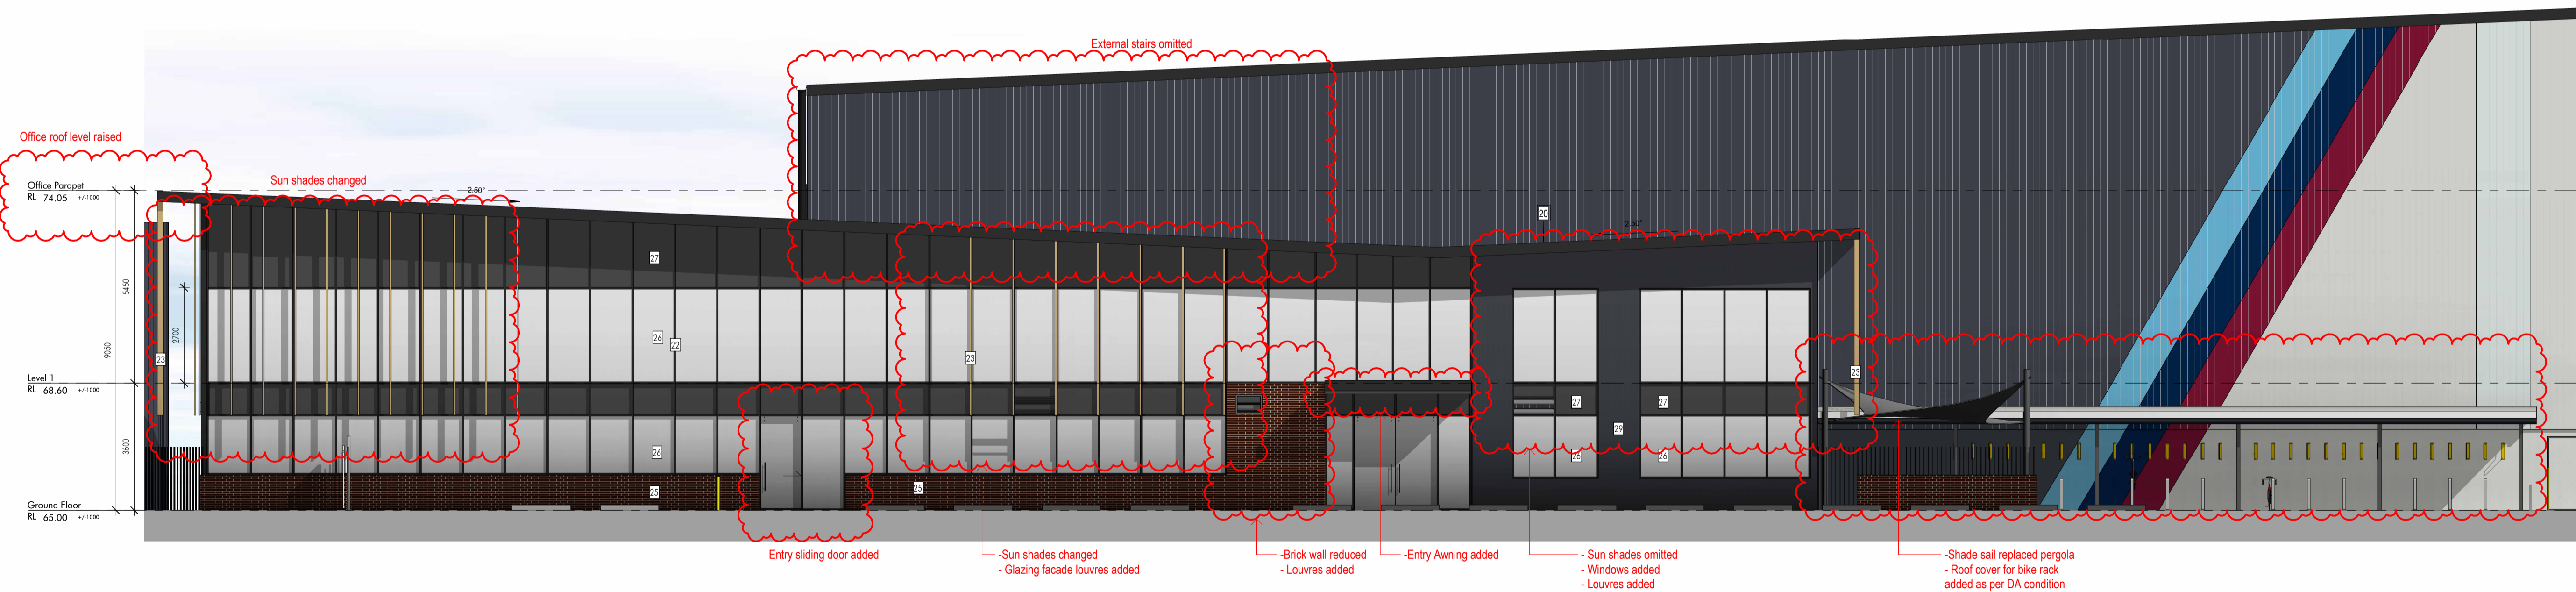 External stairs omitted
Office roof level raised
Sun shades changed
Office Parapet
RL 74.05 +/-1000
2.50°
20
2.50°
27
5450
2700
9050
26
22
23
23
23
Level 1
RL 68.60 +/-1000
27
27
29
3600
26
26
26
25
25
Ground Floor
RL 65.00 +/-1000
Entry sliding door added
-Sun shades changed
- Glazing facade louvres added
-Brick wall reduced
- Louvres added
-Entry Awning added
- Sun shades omitted
- Windows added
- Louvres added
-Shade sail replaced pergola
- Roof cover for bike rack
added as per DA condition